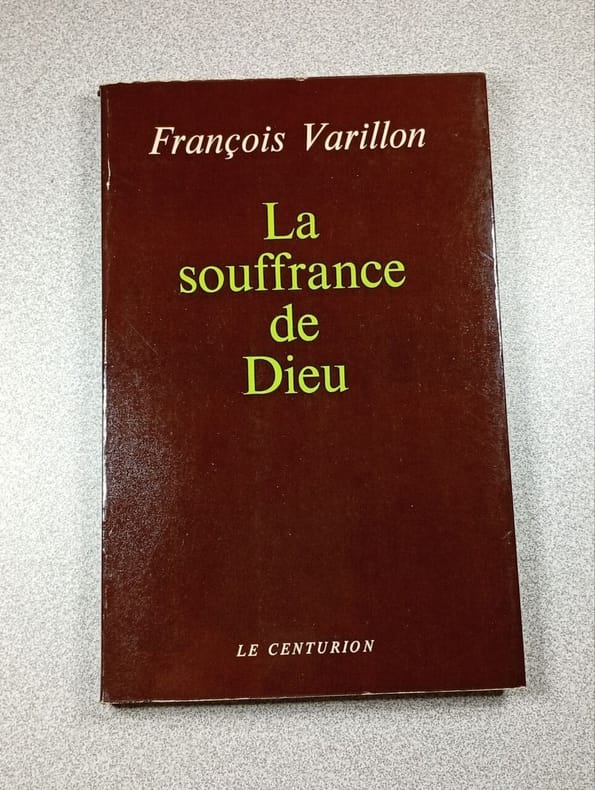 François Varillon
La
souffrance
de
Dieu
LE CENTURION